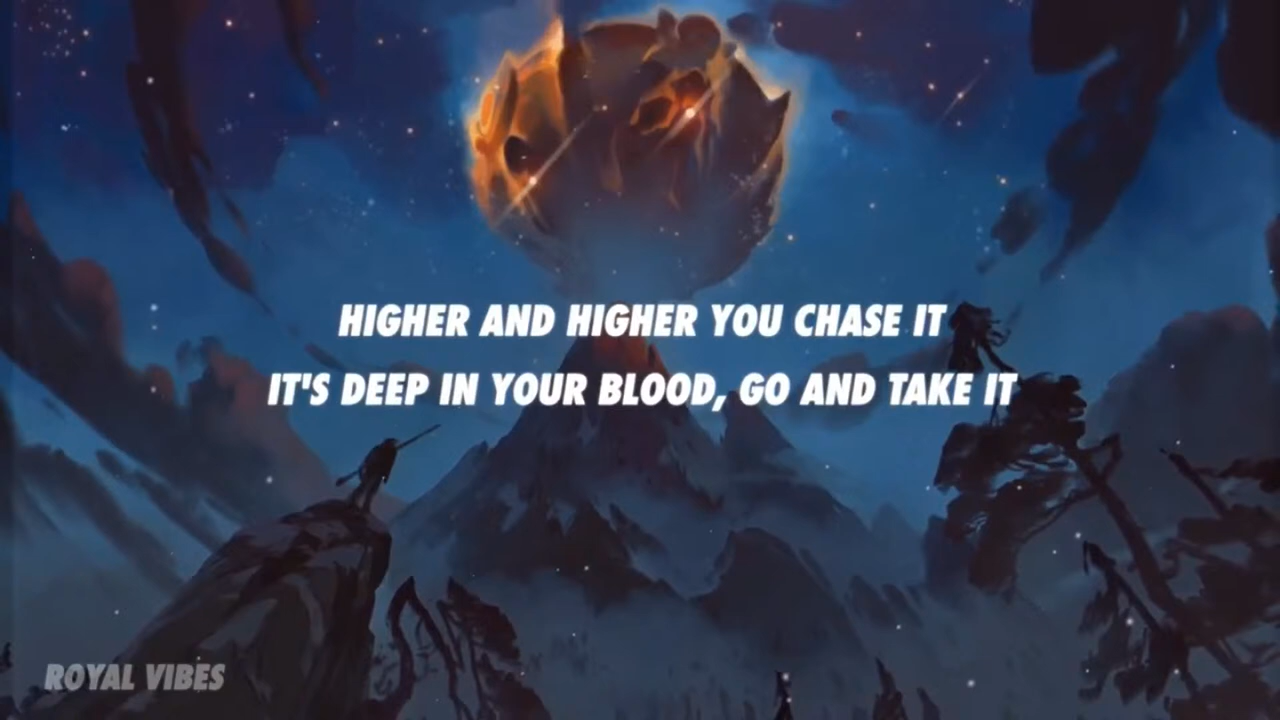 HIGHER AND HIGHER YOU CHASE IT
IT'S DEEP IN YOUR BLOOD, GO AND TAKE IT
ROYAL VIBES